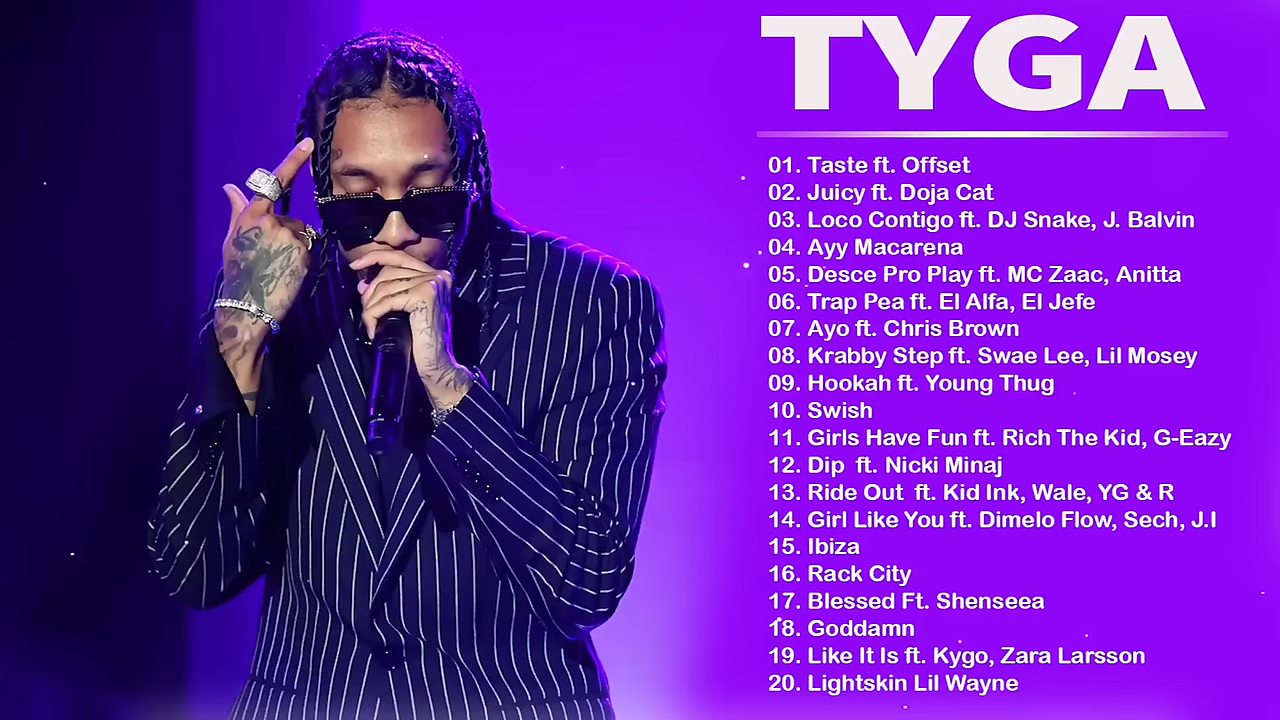 TYGA
01. Taste ft. Offset
02. Juicy ft. Doja Cat
03. Loco Contigo ft. DJ Snake, J. Balvin
04. Ayy Macarena
05. Desce Pro Play ft. MC Zaac, Anitta
06. Trap Pea ft. El Alfa, El Jefe
07. Ayo ft. Chris Brown
08. Krabby Step ft. Swae Lee, Lil Mosey
09. Hookah ft. Young Thug
10. Swish
11. Girls Have Fun ft. Rich The Kid, G-Eazy
12. Dip  ft. Nicki Minaj
13. Ride Out  ft. Kid Ink, Wale, YG & R
14. Girl Like You ft. Dimelo Flow, Sech, J.I
15. Ibiza
16. Rack City
17. Blessed Ft. Shenseea
18. Goddamn
19. Like It Is ft. Kygo, Zara Larsson
20. Lightskin Lil Wayne